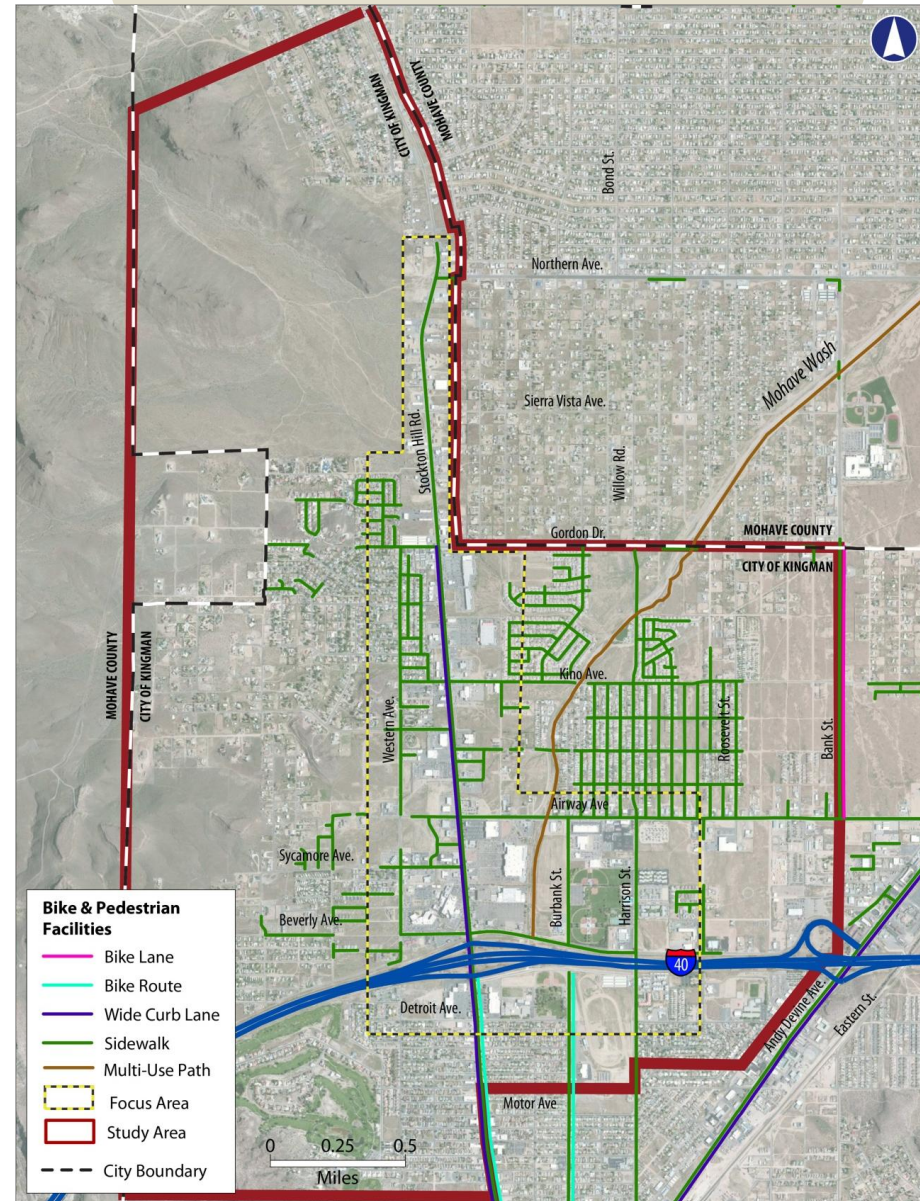 CITY OF KINGMAN
MOHAVE COUNTY
Bond St.
Northern Ave.
Mohave Wash
Sierra Vista Ave.
Stockton Hill Rd.
Willow Rd.
Gordon Dr.
MOHAVE COUNTY
CITY OF KINGMAN
MOHAVE COUNTY
CITY OF KINGMAN
Kino Ave.
Western Ave.
Roosevelt St.
Bank St.
Airway Ave
Sycamore Ave.
Burbank St.
Harrison St.
Beverly Ave.
40
Detroit Ave.
Andy Devine Ave.
Eastern St.
Motor Ave
Bike & Pedestrian
Facilities
Bike Lane
Bike Route
Wide Curb Lane
Sidewalk
Multi-Use Path
Focus Area
Study Area
City Boundary
0 0.25 0.5
Miles